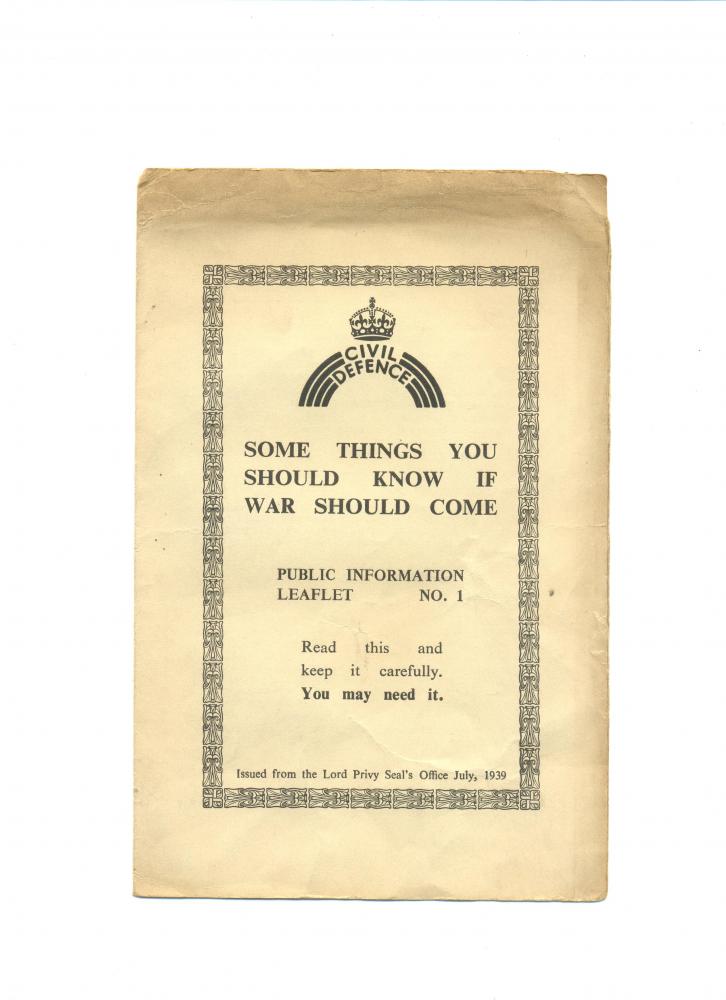 CIVIL
DEFENCE
SOME THINGS YOU
SHOULD KNOW IF
WAR SHOULD COME
PUBLIC INFORMATION
LEAFLET NO. 1
Read this and
keep it carefully.
You may need it.
Issued from the Lord Privy Seal's Office July, 1939